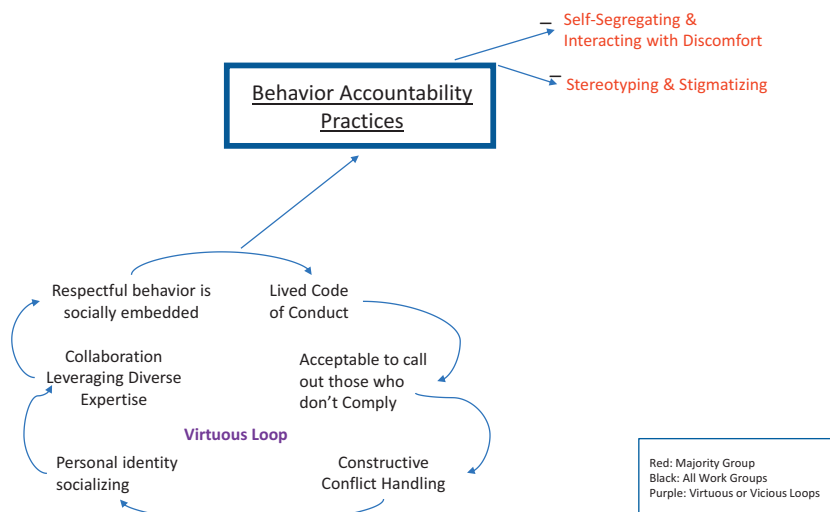 Self-Segregating &
Interacting with Discomfort
Stereotyping & Stigmatizing
Behavior Accountability
Practices
Respectful behavior is
socially embedded
Lived Code
of Conduct
Collaboration
Leveraging Diverse
Expertise
Acceptable to call
out those who
don’t Comply
Virtuous Loop
Personal identity
socializing
Constructive
Conflict Handling
Red: Majority Group
Black: All Work Groups
Purple: Virtuous or Vicious Loops